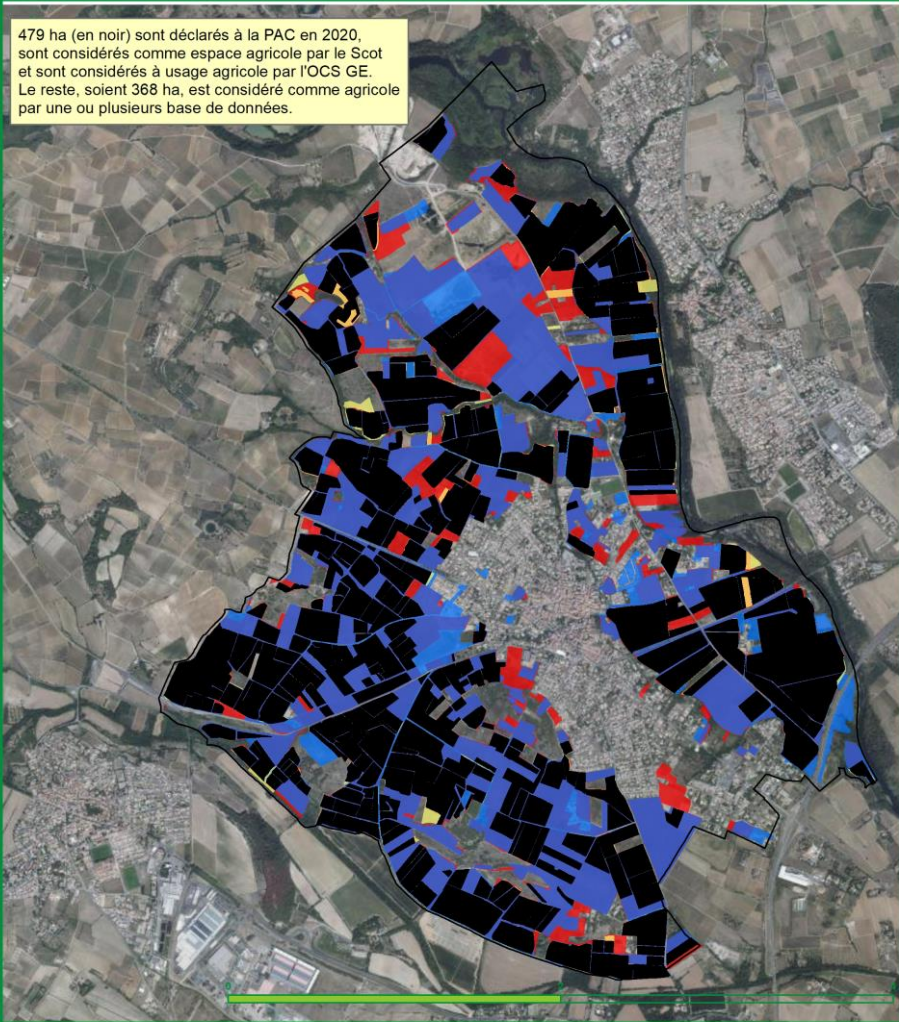 479 ha (en noir) sont déclarés à la PAC en 2020,
sont considérés comme espace agricole par le Scot
et sont considérés à usage agricole par l'OCS GE.
Le reste, soient 368 ha, est considéré comme agricole
par une ou plusieurs base de données.
0